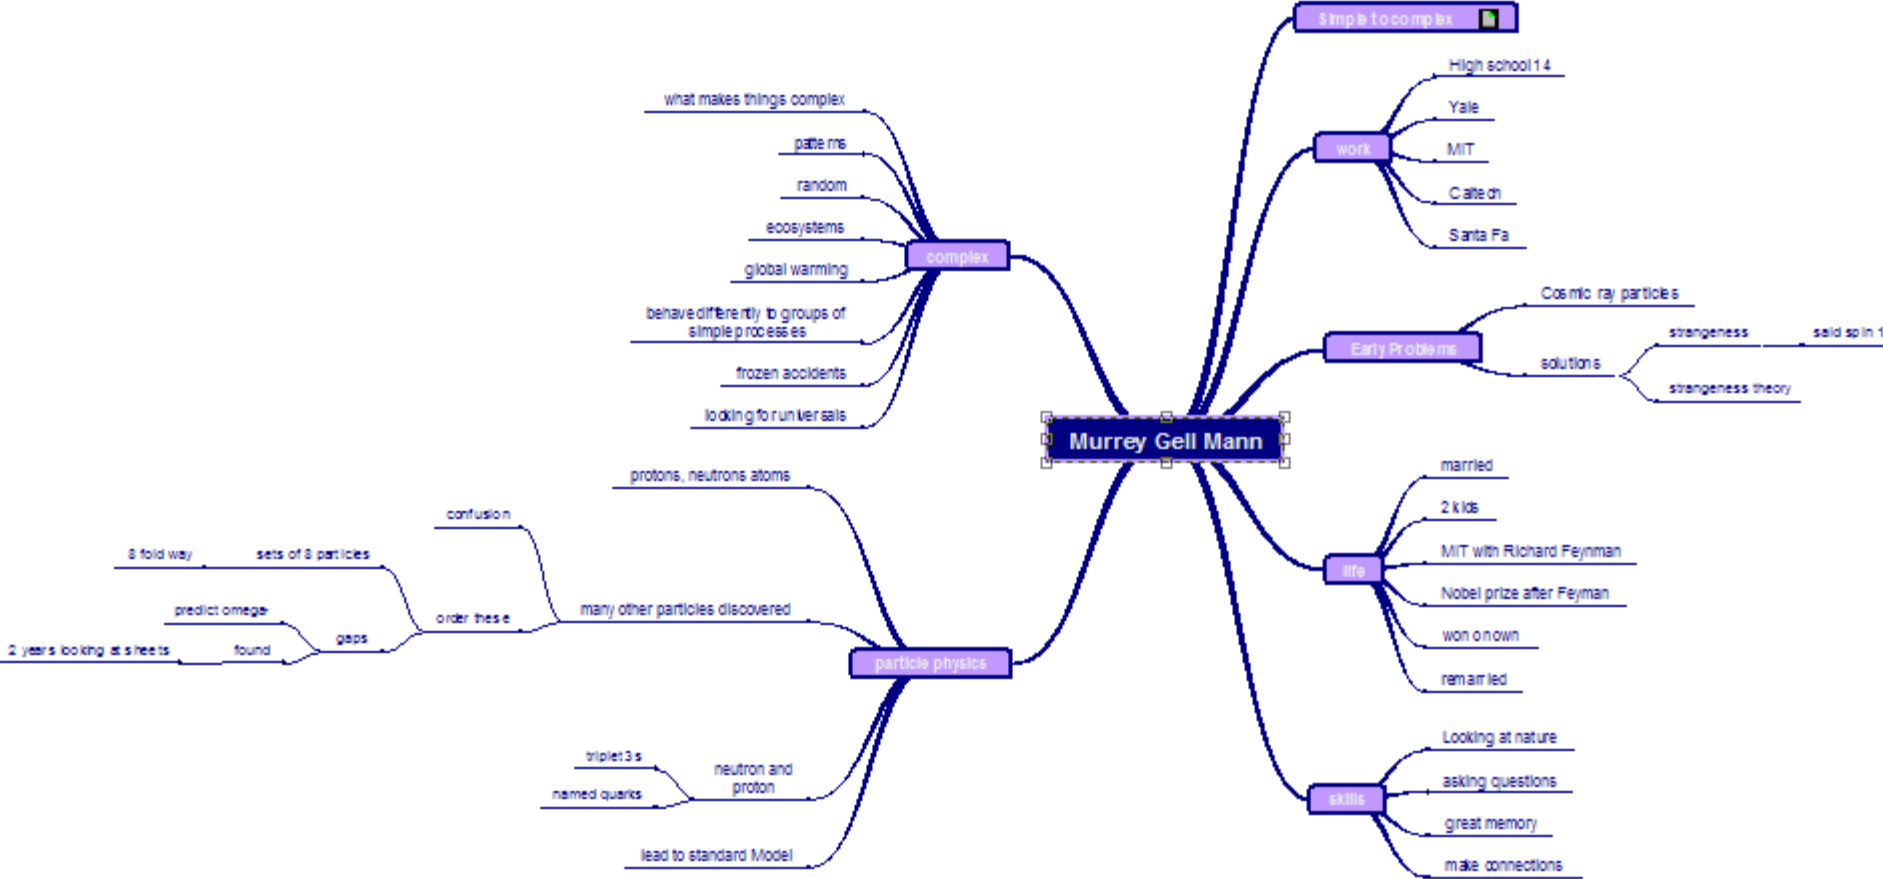 Simple to complex
High school 14
Yale
work
MIT
Caltech
Santa Fa
what makes things complex
patterns
random
ecosystems
complex
global warming
behave differently to groups of
simple processes
frozen accidents
looking for universals
Cosmic ray particles
Early Problems
strangeness
said spin 1
solutions
strangeness theory
Murrey Gell Mann
married
2 kids
MIT with Richard Feynman
life
Nobel prize after Feyman
won on own
remarried
protons, neutrons atoms
confusion
8 fold way
sets of 8 particles
many other particles discovered
order these
predict omega-
gaps
found
2 years looking at sheets
particle physics
triplet 3s
neutron and
proton
named quarks
lead to standard Model
Looking at nature
asking questions
skills
great memory
make connections